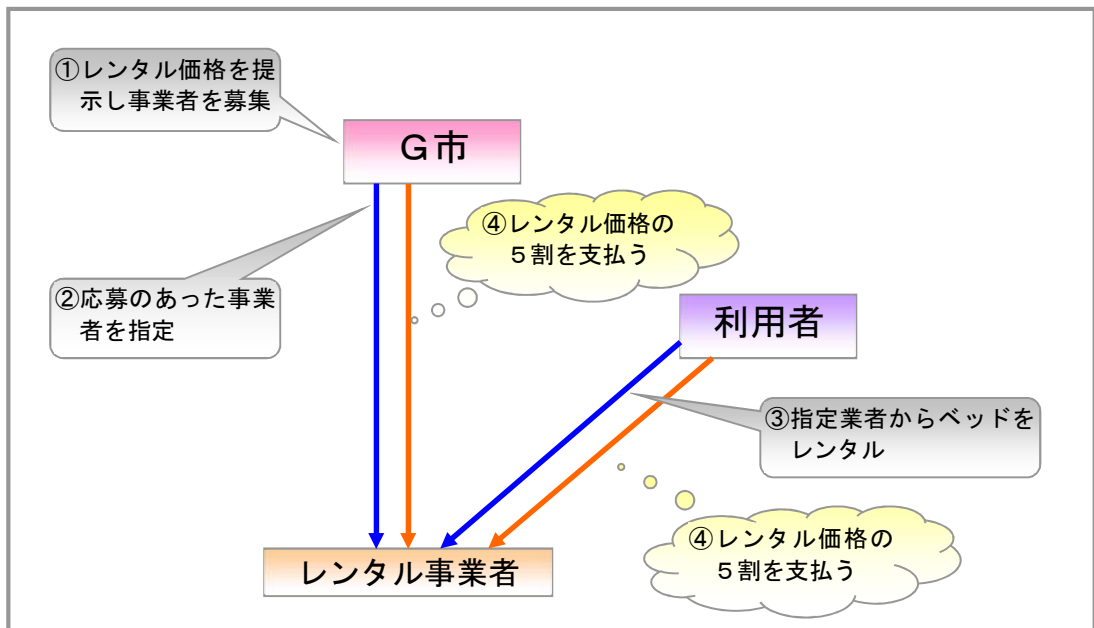 ①レンタル価格を提
示し事業者を募集
Ｇ市
④レンタル価格の
５割を支払う
②応募のあった事業
者を指定
利用者
③指定業者からベッドを
レンタル
④レンタル価格の
５割を支払う
レンタル事業者